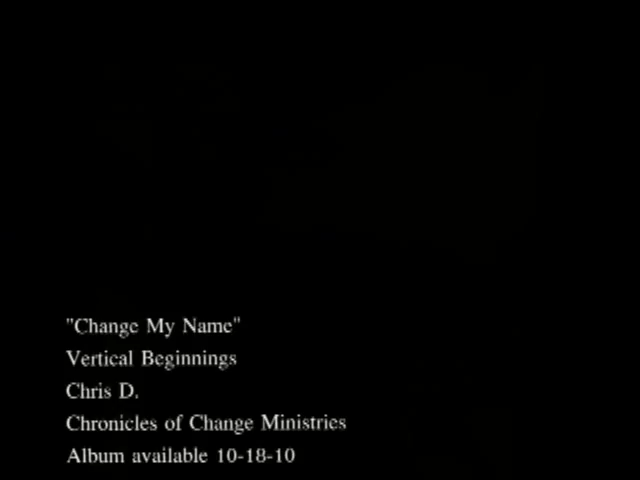 "Change My Name"
Vertical Beginnings
Chris D.
Chronicles of Change Ministries
Album available 10-18-10